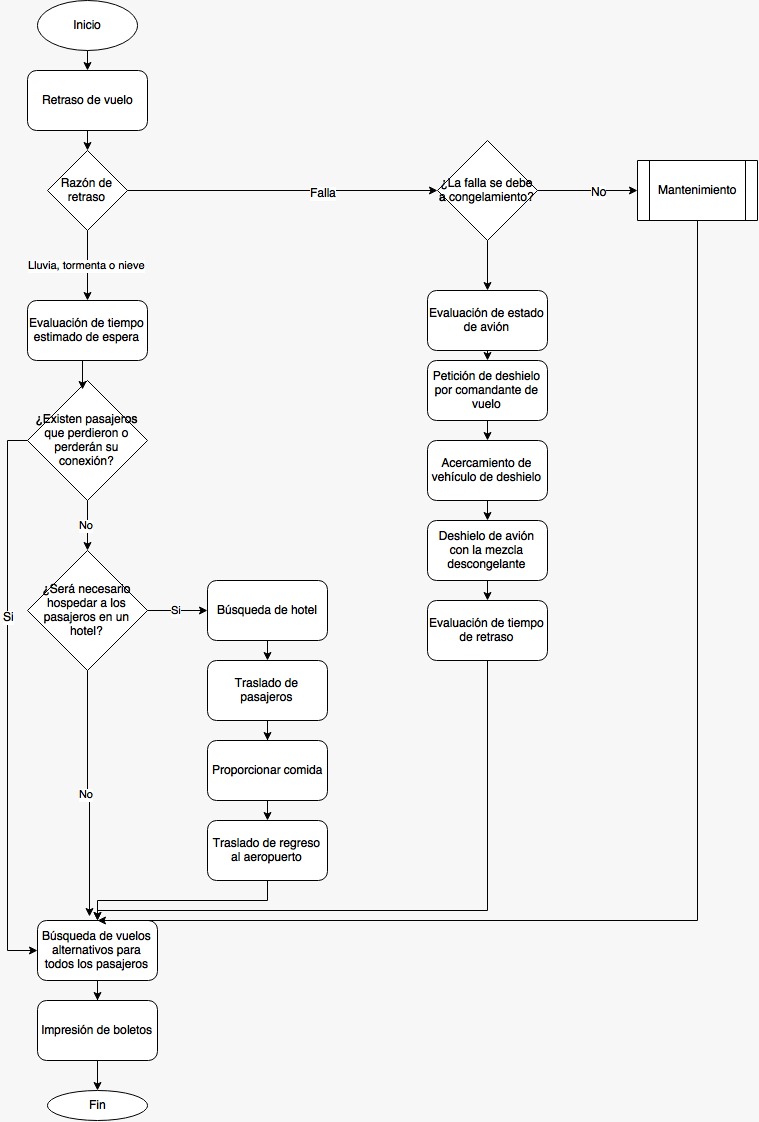 Inicio
Retraso de vuelo
Razón de
retraso
Falla
¿La falla se debe
a congelamiento?
No
Mantenimiento
Lluvia, tormenta o nieve
Evaluación de tiempo
estimado de espera
¿Existen pasajeros
que perdieron o
perderán su
conexión?
No
Si
¿Será necesario
hospedar a los
pasajeros en un
hotel?
Si
Búsqueda de hotel
Traslado de
pasajeros
Proporcionar comida
Traslado de regreso
al aeropuerto
No
Evaluación de estado
de avión
Petición de deshielo
por comandante de
vuelo
Acercamiento de
vehículo de deshielo
Deshielo de avión
con la mezcla
descongelante
Evaluación de tiempo
de retraso
Búsqueda de vuelos
alternativos para
todos los pasajeros
Impresión de boletos
Fin